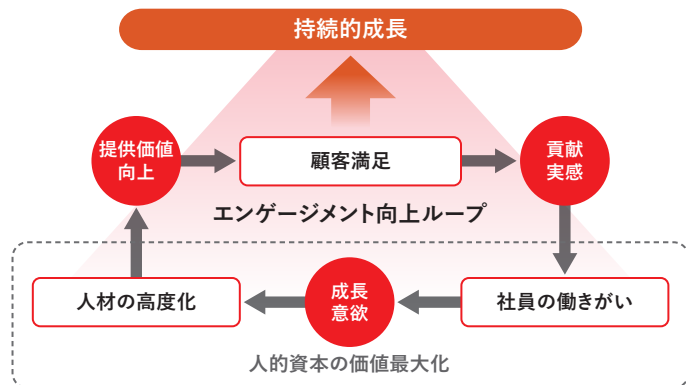 持続的成長
提供価値
向上
顧客満足
貢献
実感
エンゲージメント向上ループ
人材の高度化
成長
意欲
社員の働きがい
人的資本の価値最大化